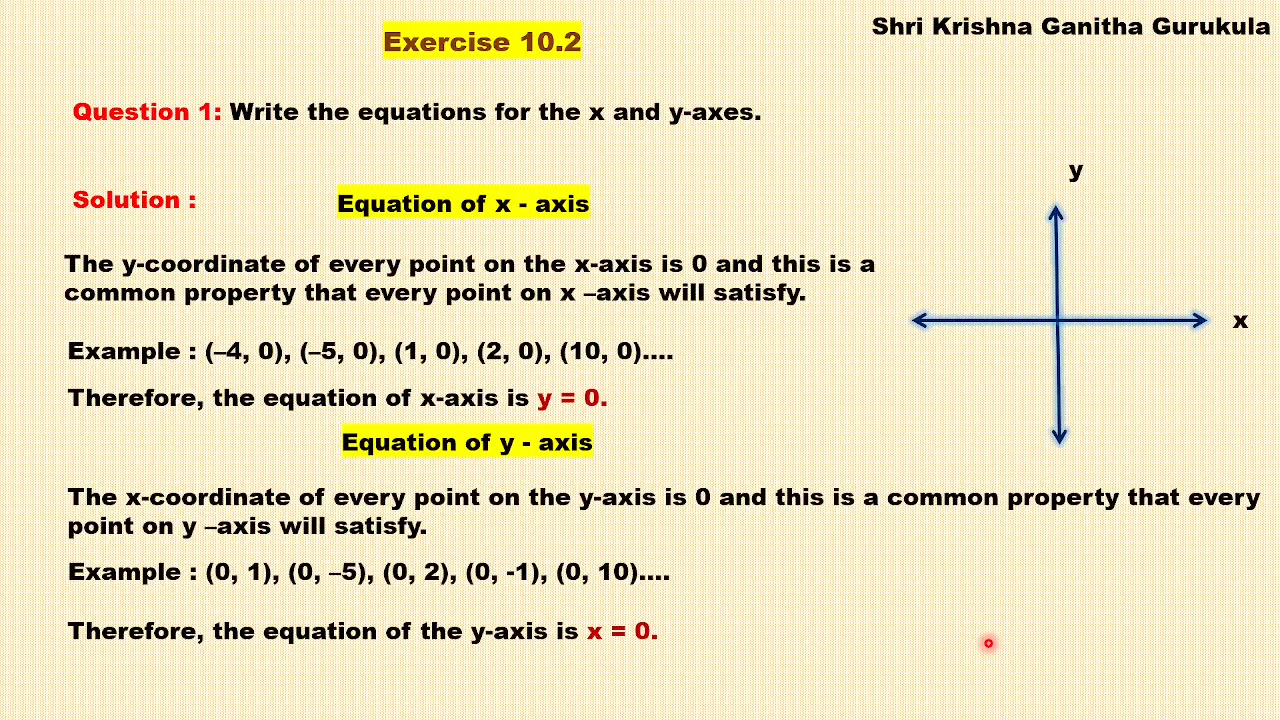 Shri Krishna Ganitha Gurukula
Exercise 10.2
Question 1: Write the equations for the x and y-axes.
Solution :
Equation of x - axis
The y-coordinate of every point on the x-axis is 0 and this is a
common property that every point on x –axis will satisfy.
Example : (–4, 0), (–5, 0), (1, 0), (2, 0), (10, 0)....
Therefore, the equation of x-axis is y = 0.
y
x
Equation of y - axis
The x-coordinate of every point on the y-axis is 0 and this is a common property that every
point on y –axis will satisfy.
Example : (0, 1), (0, –5), (0, 2), (0, -1), (0, 10)....
Therefore, the equation of the y-axis is x = 0.